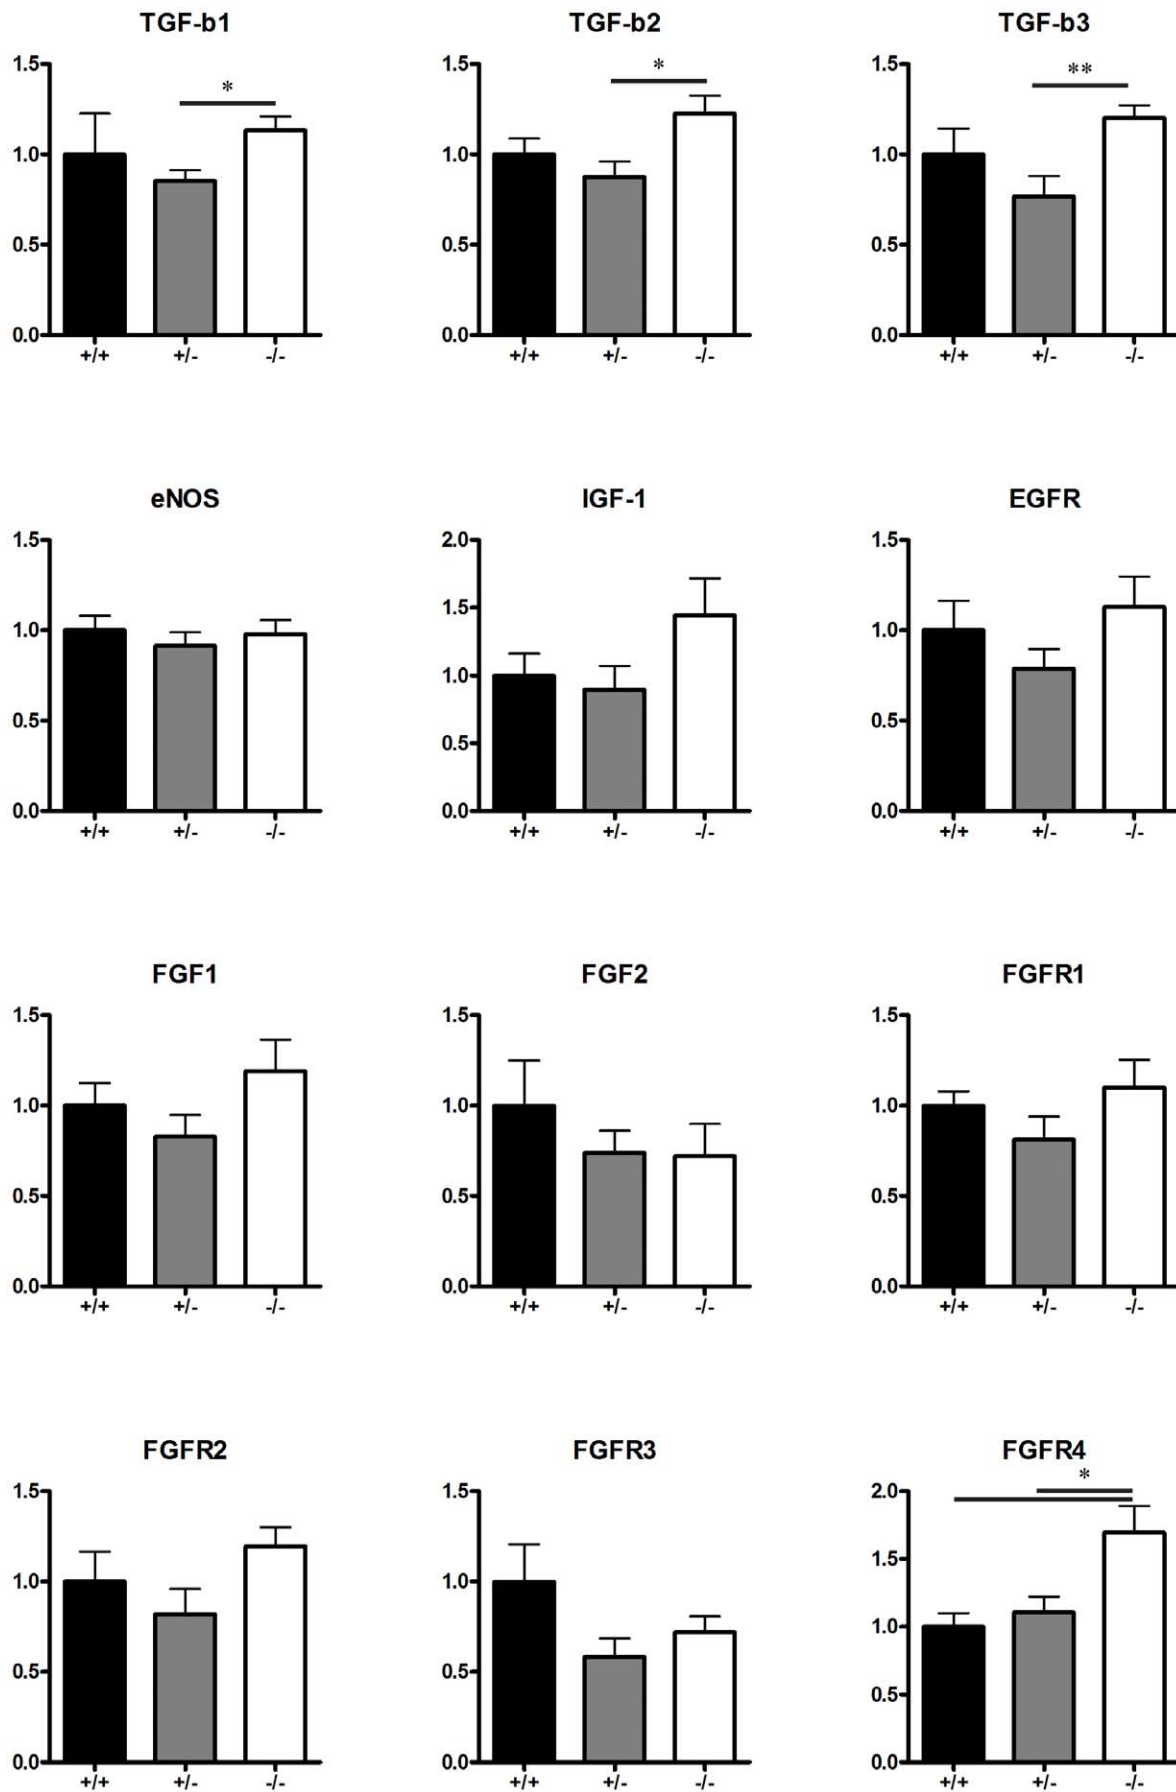 TGF-b1 TGF-b2 TGF-b3
1.5 1.5 1.5
* * **
1.0 1.0 1.0
0.5 0.5 0.5
0.0 0.0 0.0
+/+ +/- -/- +/+ +/- -/- +/+ +/- -/-
eNOS IGF-1 EGFR
1.5 2.0 1.5
1.5
1.0 1.0 1.0
0.5 0.5 0.5
0.0 0.0 0.0
+/+ +/- -/- +/+ +/- -/- +/+ +/- -/-
FGF1 FGF2 FGFR1
1.5 1.5 1.5
1.0 1.0 1.0
0.5 0.5 0.5
0.0 0.0 0.0
+/+ +/- -/- +/+ +/- -/- +/+ +/- -/-
FGFR2 FGFR3 FGFR4
*
1.5 1.5 2.0
1.5
1.0 1.0 1.0
0.5 0.5 0.5
0.0 0.0 0.0
+/+ +/- -/- +/+ +/- -/- +/+ +/- -/-